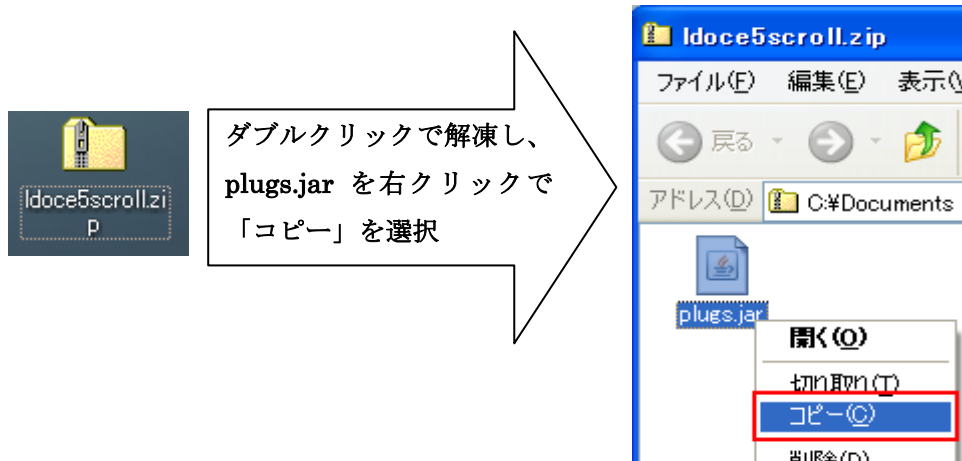 ldoce5scroll.zi
p
ダブルクリックで解凍し、
plugs.jar を右クリックで
「コピー」を選択
ldoce5scroll.zip
ファイル(F) 編集(E) 表示(V
戻る
アドレス(D) C:¥Documents
plugs.jar
開く(O)
切り取り(T)
コピー(C)
削除(D)